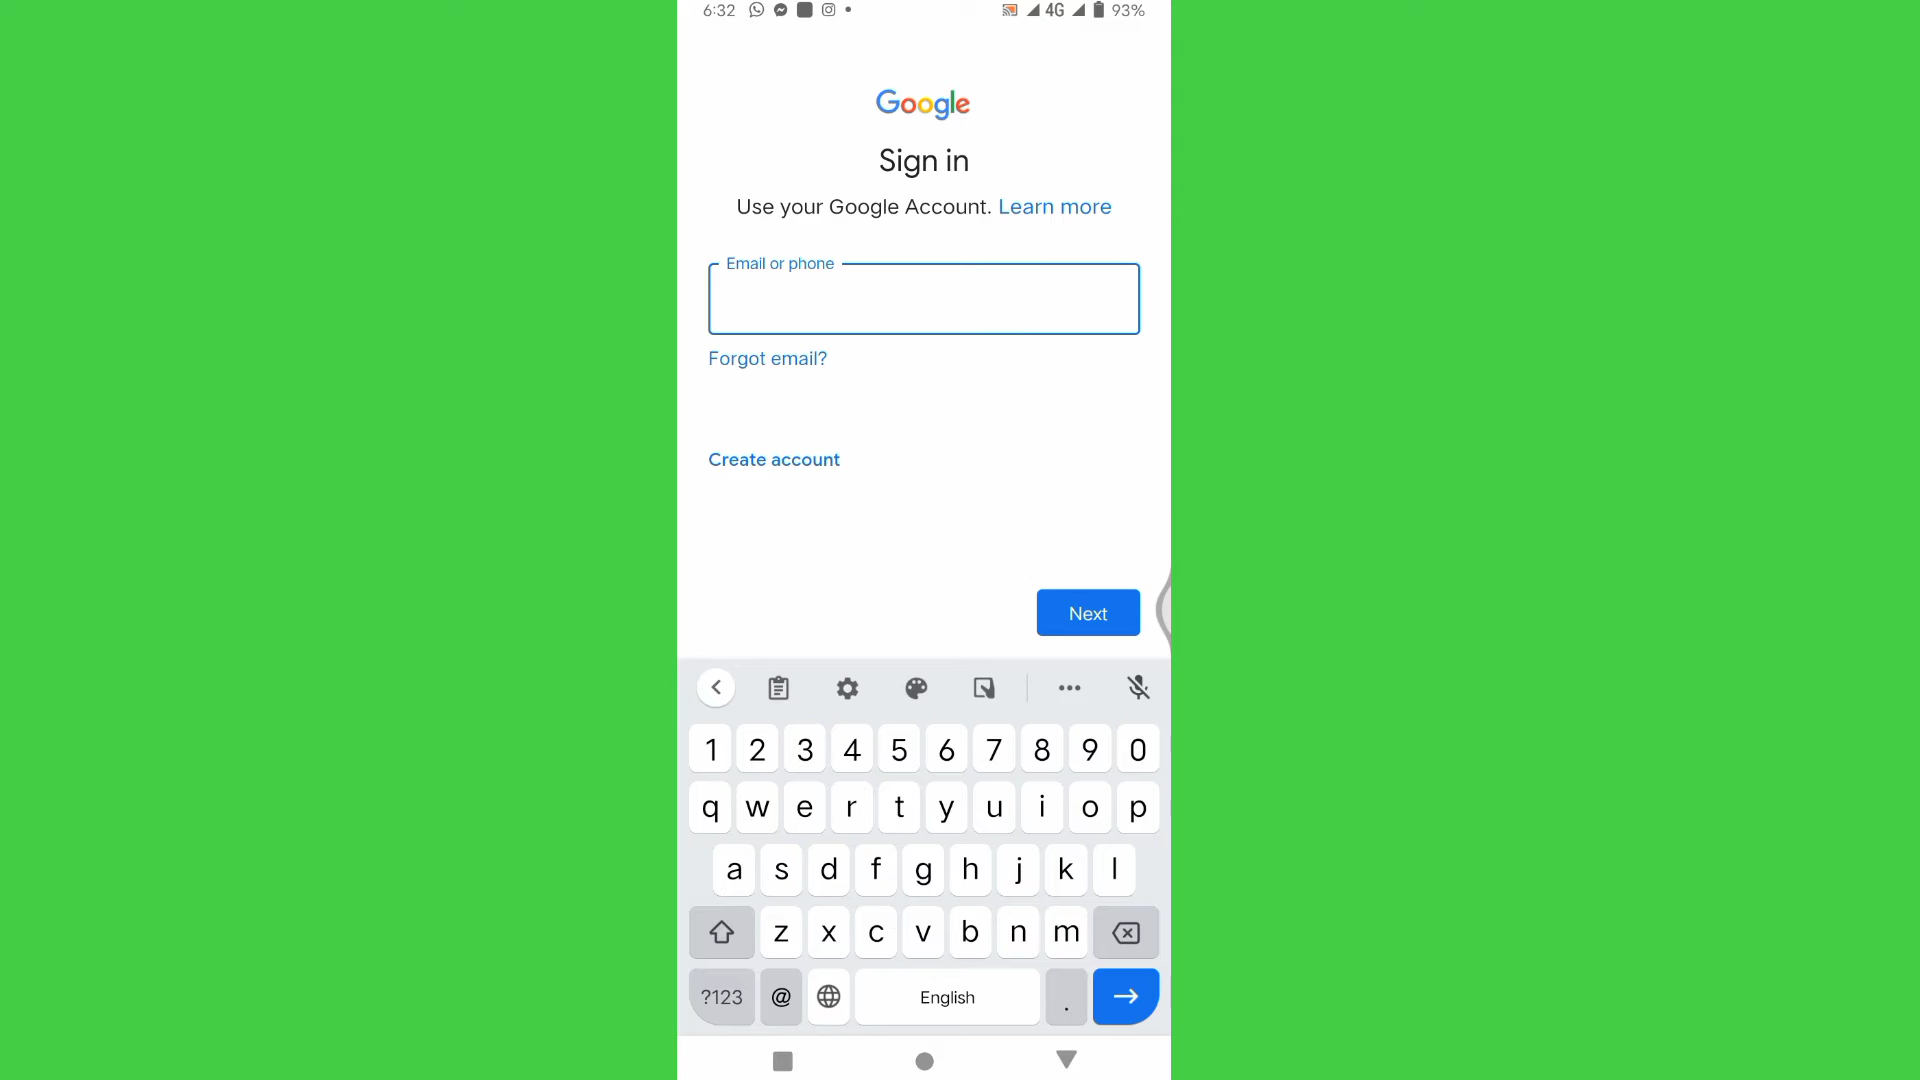 6:32 4G 93%
Google
Sign in
Use your Google Account. Learn more
Email or phone
Forgot email?
Create account
Next
1 2 3 4 5 6 7 8 9 0
q w e r t y u i o p
a s d f g h j k l
z x c v b n m
?123 @ English .